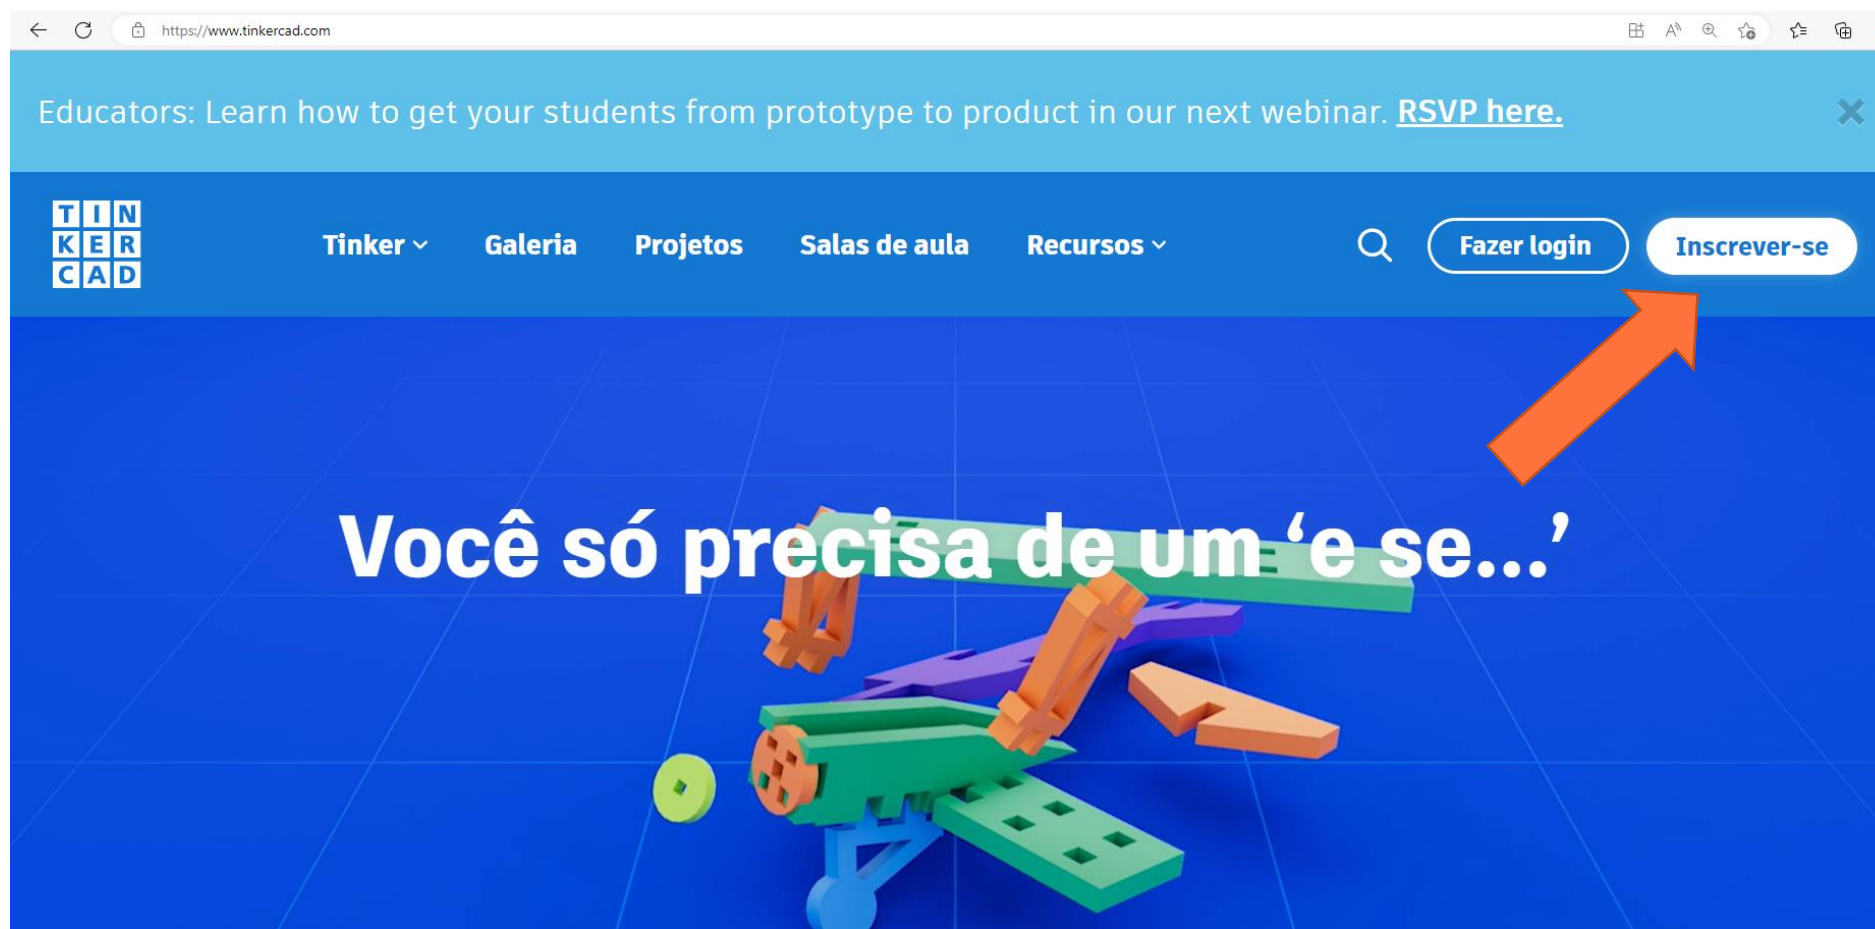 https://www.tinkercad.com
Educators: Learn how to get your students from prototype to product in our next webinar. RSVP here.
TIN
KER
CAD
Tinker Galeria Projetos Salas de aula Recursos Fazer login Inscrever-se
Você só precisa de um ‘e se...’